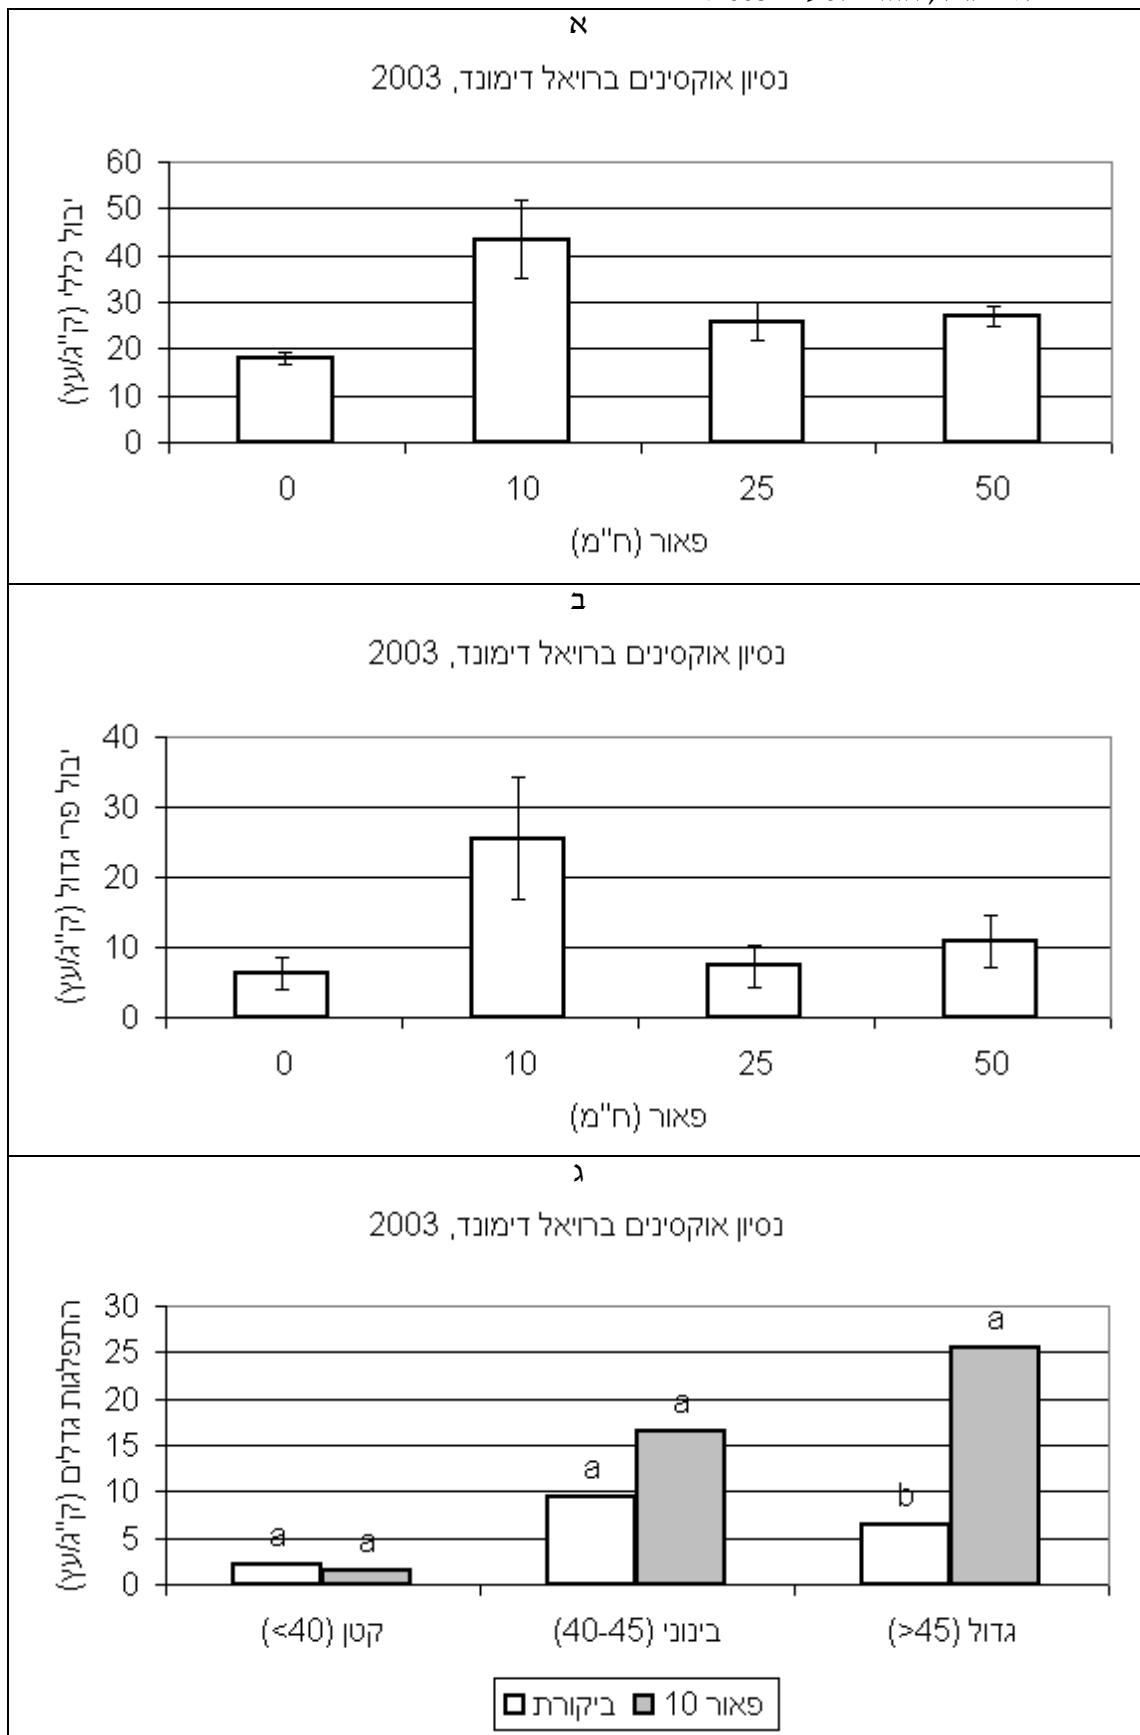 א
נסיון אוקסינים ברויאל דימונד, 2003
יבול כללי (ק"ג/עץ)
60
50
40
30
20
10
0
0 10 25 50
פאור (ח"מ)
ב
נסיון אוקסינים ברויאל דימונד, 2003
יבול פרי גדול (ק"ג/עץ)
40
30
20
10
0
0 10 25 50
פאור (ח"מ)
ג
נסיון אוקסינים ברויאל דימונד, 2003
התפלגות גדלים (ק"ג/עץ)
30
25
20
15
10
5
0
a a a a b a
קטן (<40) בינוני (40-45) גדול (>45)
ביקורת פאור 10